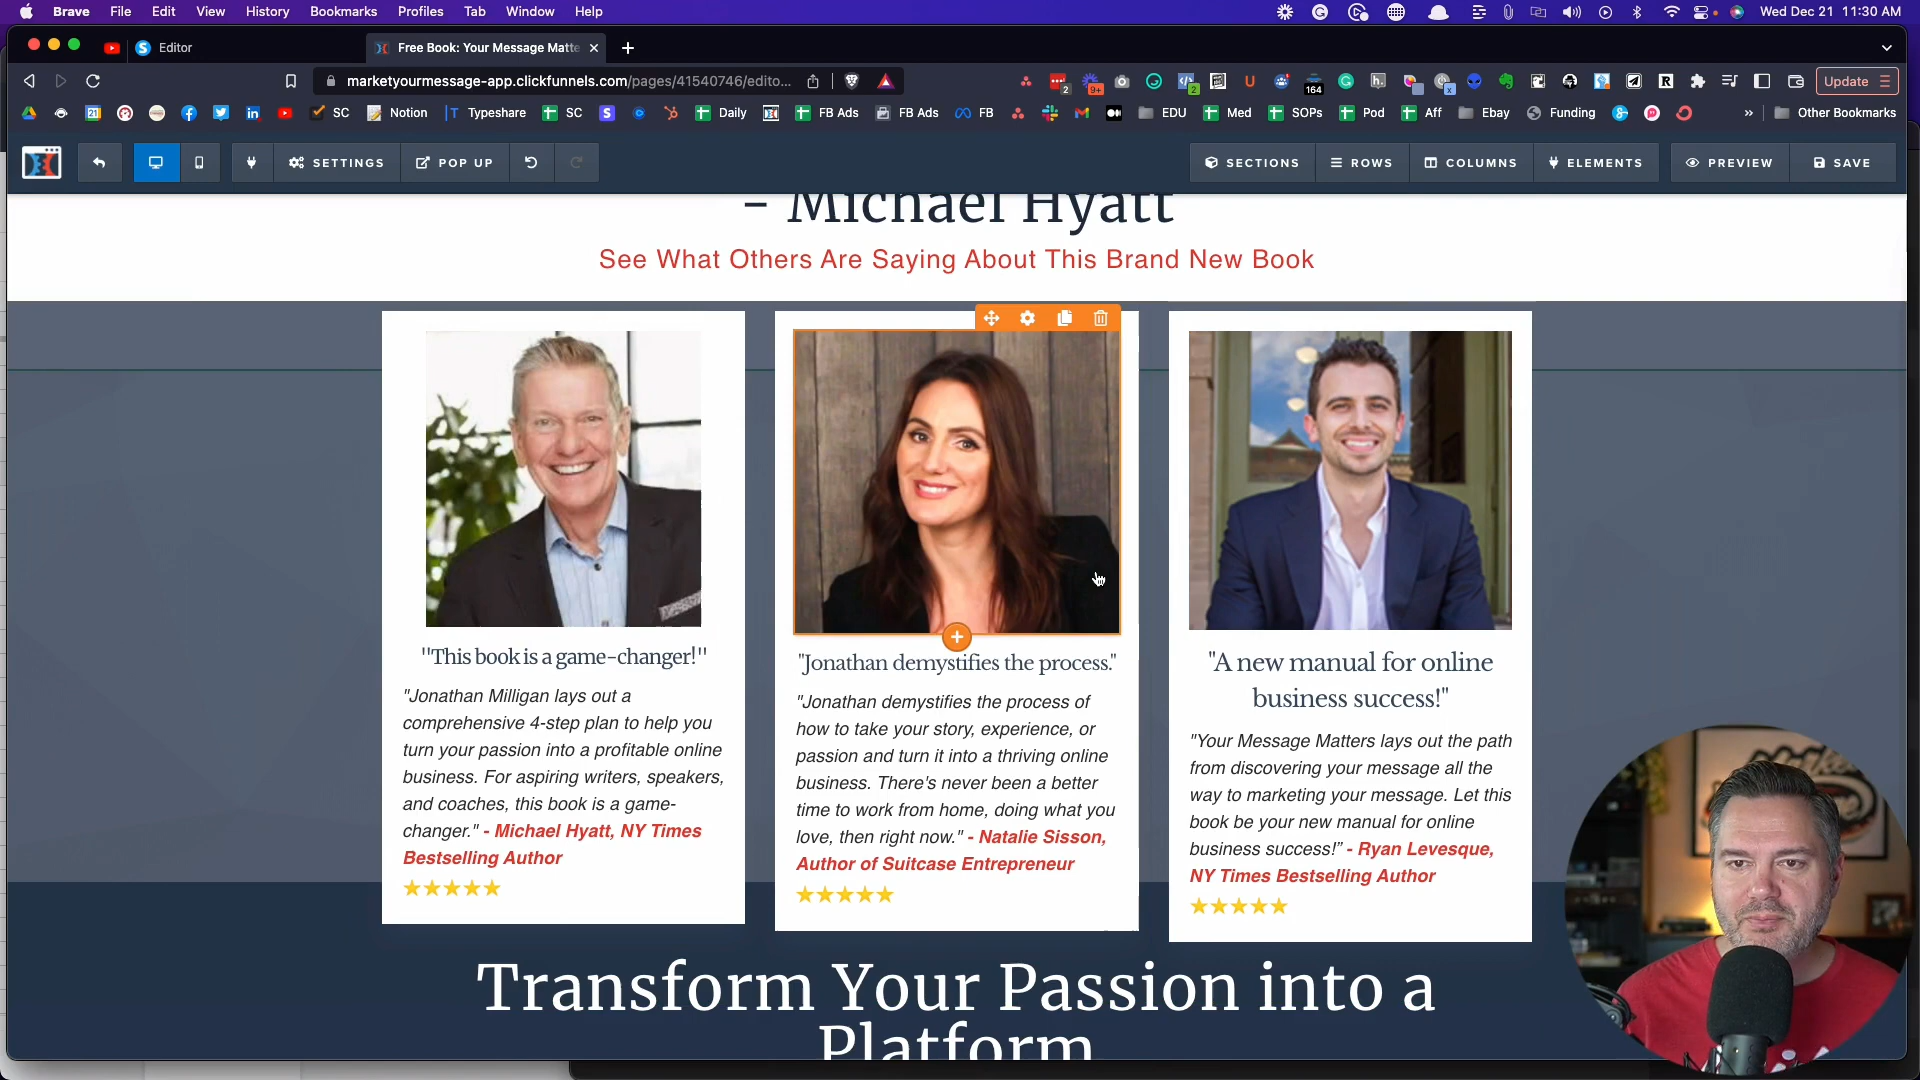 Brave File Edit View History Bookmarks Profiles Tab Window Help Wed Dec 21 11:30 AM
Editor Free Book: Your Message Matte
marketyourmessage-app.clickfunnels.com/pages/41540746/edito... 2 9+ 2 164 Update
21 SC Notion Typeshare SC Daily FB Ads FB Ads FB EDU Med SOPs Pod Aff Ebay Funding » Other Bookmarks
SETTINGS POP UP SECTIONS ROWS COLUMNS ELEMENTS PREVIEW SAVE
- Michael Hyatt
See What Others Are Saying About This Brand New Book
"This book is a game-changer!"
"Jonathan Milligan lays out a
comprehensive 4-step plan to help you
turn your passion into a profitable online
business. For aspiring writers, speakers,
and coaches, this book is a game-
changer." - Michael Hyatt, NY Times
Bestselling Author
"Jonathan demystifies the process."
"Jonathan demystifies the process of
how to take your story, experience, or
passion and turn it into a thriving online
business. There's never been a better
time to work from home, doing what you
love, then right now." - Natalie Sisson,
Author of Suitcase Entrepreneur
"A new manual for online
business success!"
"Your Message Matters lays out the path
from discovering your message all the
way to marketing your message. Let this
book be your new manual for online
business success!” - Ryan Levesque,
NY Times Bestselling Author
Transform Your Passion into a
Platform